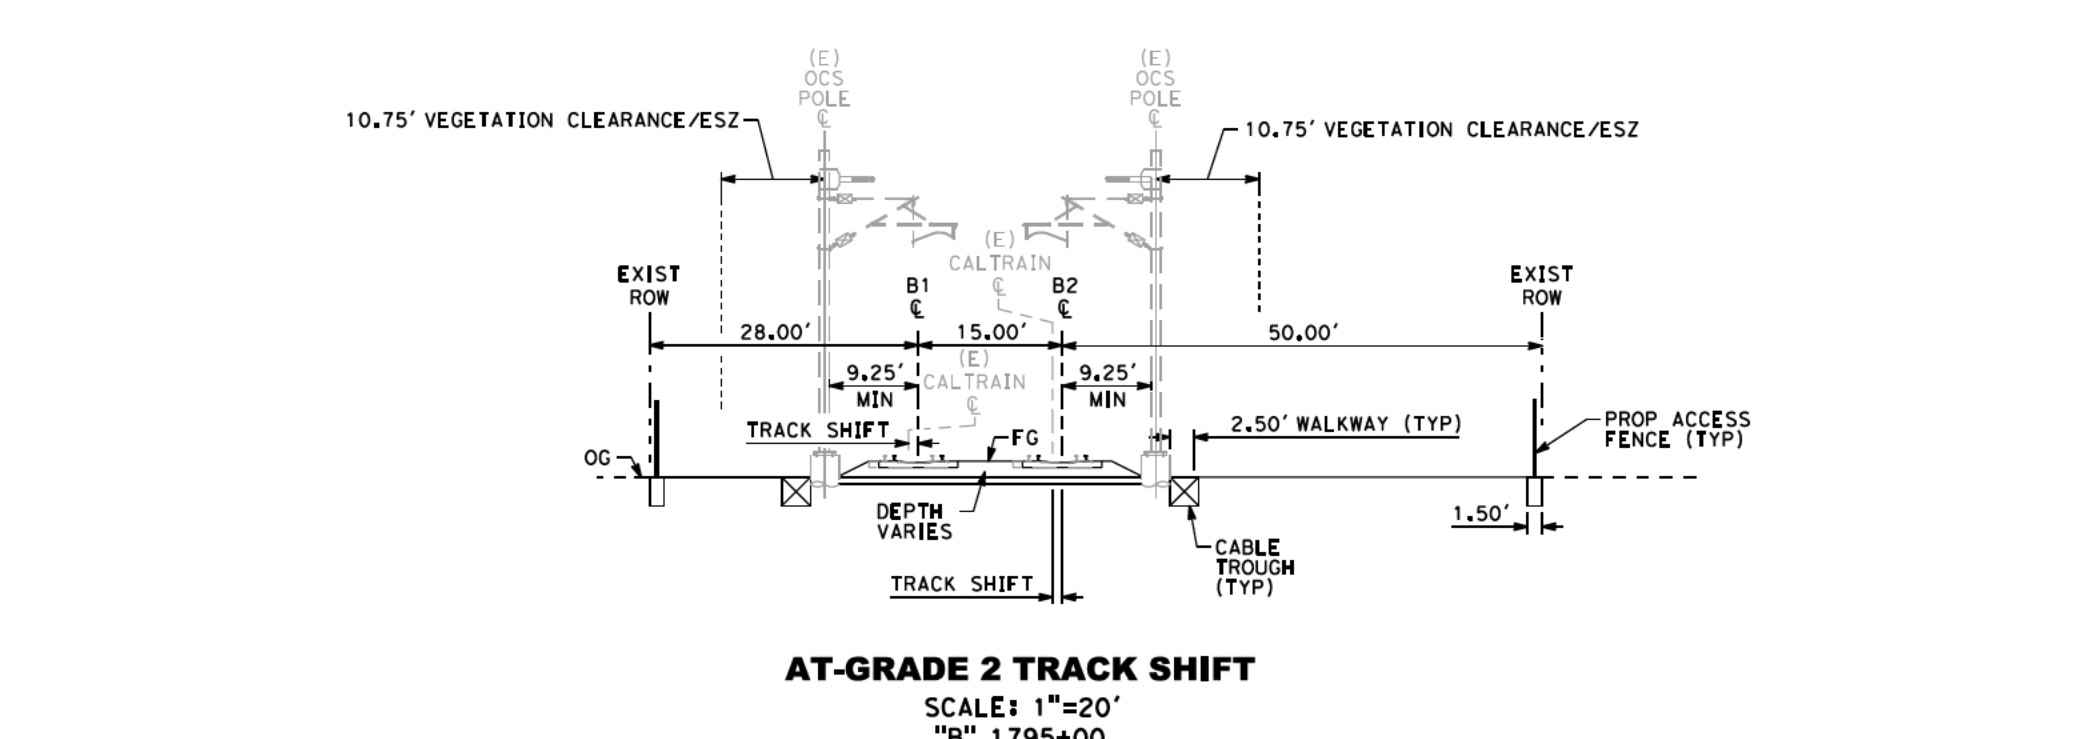 (E)
OCS
POLE
℄
(E)
OCS
POLE
℄
10.75' VEGETATION CLEARANCE/ESZ
10.75' VEGETATION CLEARANCE/ESZ
(E)
CALTRAIN
℄
EXIST
ROW
B1
℄
B2
℄
EXIST
ROW
28.00'
15.00'
50.00'
(E)
CALTRAIN
℄
9.25'
MIN
9.25'
MIN
TRACK SHIFT
FG
2.50' WALKWAY (TYP)
PROP ACCESS
FENCE (TYP)
OG
DEPTH
VARIES
1.50'
CABLE
TROUGH
(TYP)
TRACK SHIFT
AT-GRADE 2 TRACK SHIFT
SCALE: 1"=20'
"B" 1795+00